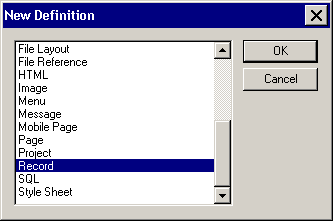 New Definition
File Layout
File Reference
HTML
Image
Menu
Message
Mobile Page
Page
Project
Record
SQL
Style Sheet
OK
Cancel